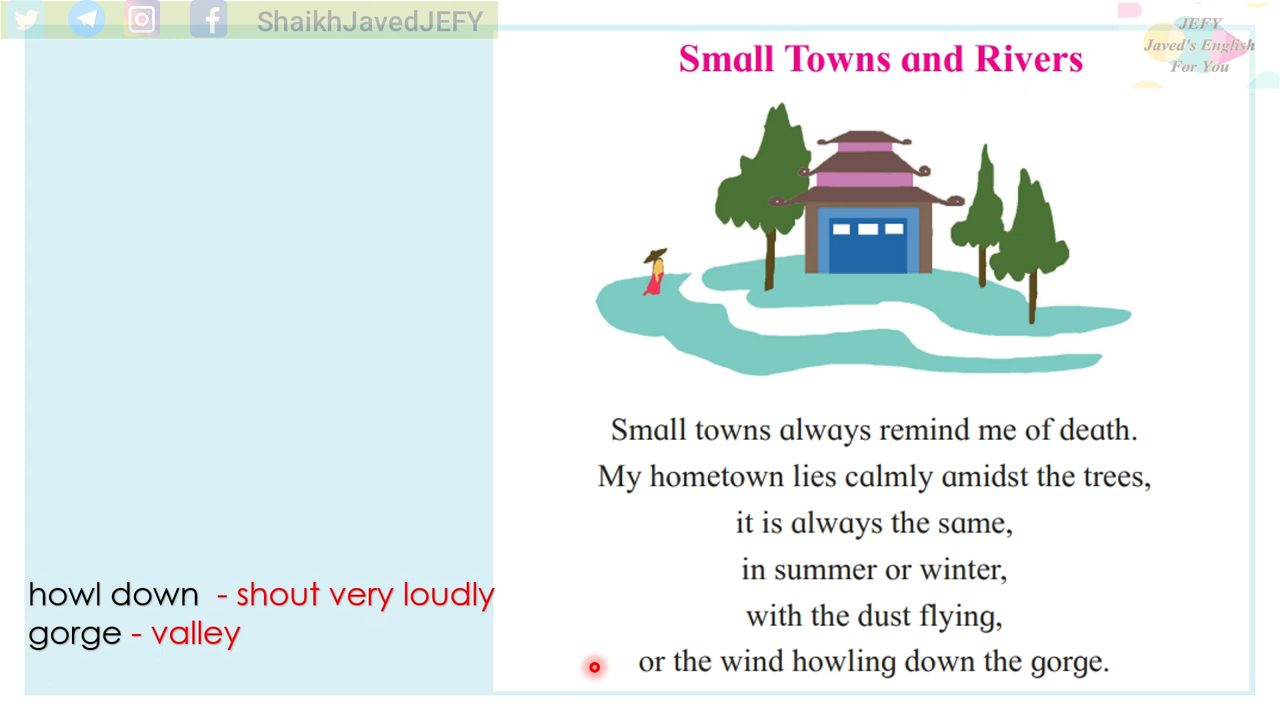 ShaikhJavedJEFY
JEFY
Javed's English
For You
Small Towns and Rivers
Small towns always remind me of death.
My hometown lies calmly amidst the trees,
it is always the same,
in summer or winter,
with the dust flying,
or the wind howling down the gorge.
howl down - shout very loudly
gorge - valley